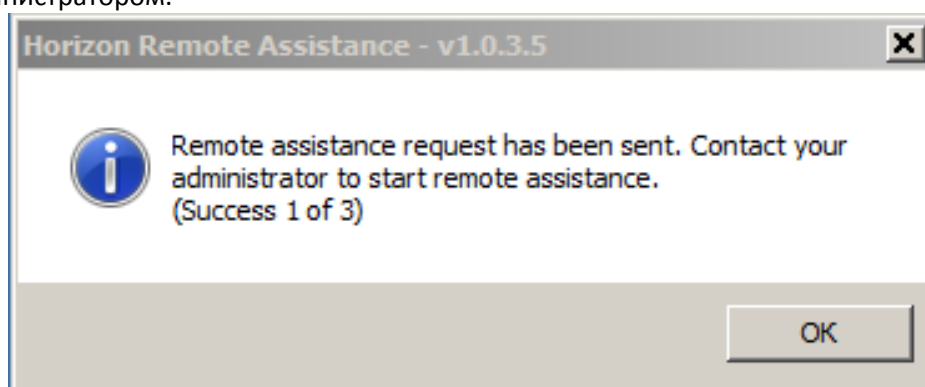 нистратором.
Horizon Remote Assistance - v1.0.3.5
Remote assistance request has been sent. Contact your
administrator to start remote assistance.
(Success 1 of 3)
OK